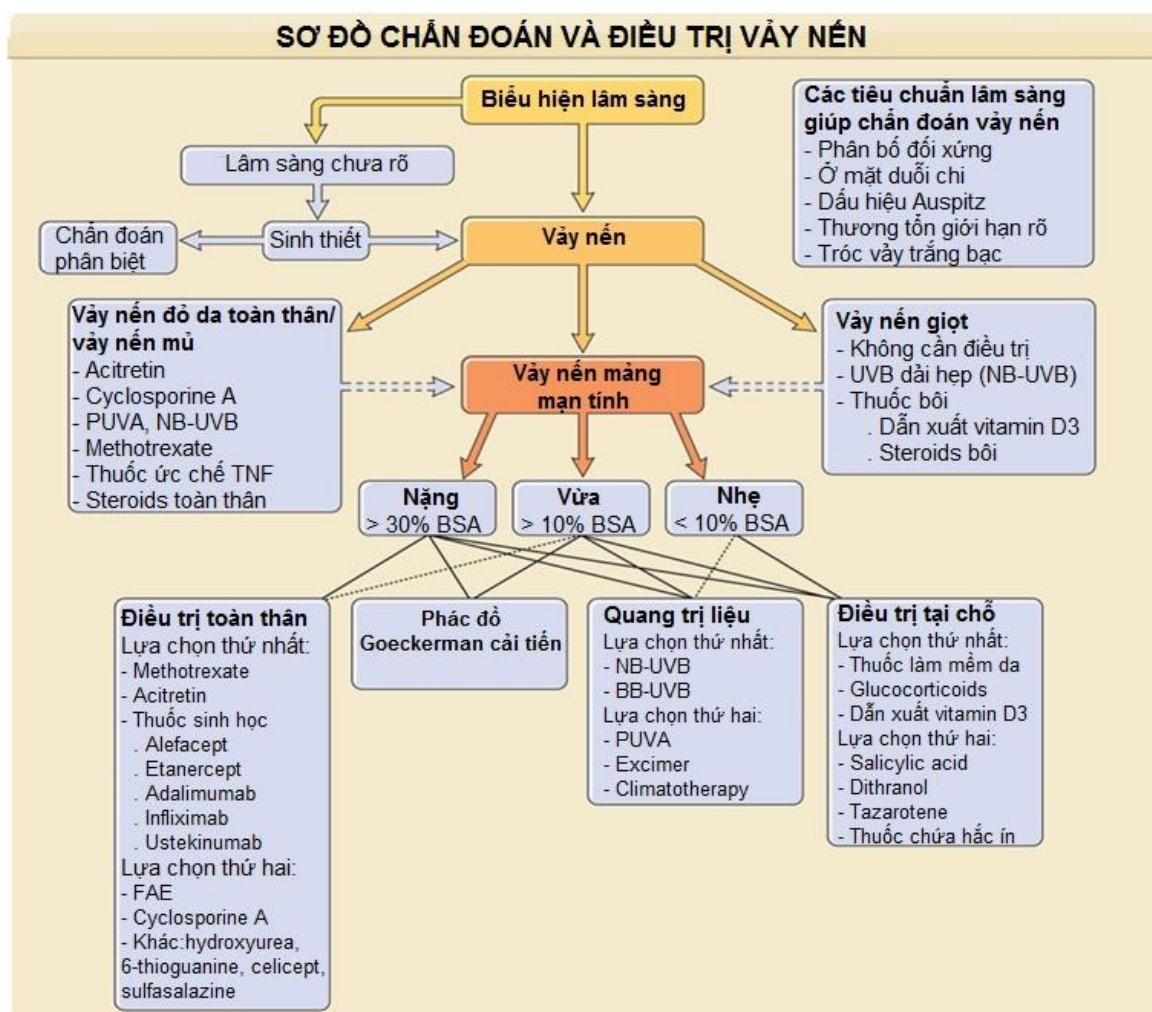 SƠ ĐỒ CHẨN ĐOÁN VÀ ĐIỀU TRỊ VẢY NẾN
Biểu hiện lâm sàng
Các tiêu chuẩn lâm sàng
giúp chẩn đoán vảy nến
- Phân bố đối xứng
- Ở mặt duỗi chi
- Dấu hiệu Auspitz
- Thương tổn giới hạn rõ
- Tróc vảy trắng bạc
Lâm sàng chưa rõ
Chẩn đoán
phân biệt
Sinh thiết
Vảy nến
Vảy nến đỏ da toàn thân/
vảy nến mủ
- Acitretin
- Cyclosporine A
- PUVA, NB-UVB
- Methotrexate
- Thuốc ức chế TNF
- Steroids toàn thân
Vảy nến mảng
mạn tính
Vảy nến giọt
- Không cần điều trị
- UVB dải hẹp (NB-UVB)
- Thuốc bôi
. Dẫn xuất vitamin D3
. Steroids bôi
Nặng
> 30% BSA
Vừa
> 10% BSA
Nhẹ
< 10% BSA
Điều trị toàn thân
Lựa chọn thứ nhất:
- Methotrexate
- Acitretin
- Thuốc sinh học
. Alefacept
. Etanercept
. Adalimumab
. Infliximab
. Ustekinumab
Lựa chọn thứ hai:
- FAE
- Cyclosporine A
- Khác:hydroxyurea,
6-thioguanine, celicept,
sulfasalazine
Phác đồ
Goeckerman cải tiến
Quang trị liệu
Lựa chọn thứ nhất:
- NB-UVB
- BB-UVB
Lựa chọn thứ hai:
- PUVA
- Excimer
- Climatotherapy
Điều trị tại chỗ
Lựa chọn thứ nhất:
- Thuốc làm mềm da
- Glucocorticoids
- Dẫn xuất vitamin D3
Lựa chọn thứ hai:
- Salicylic acid
- Dithranol
- Tazarotene
- Thuốc chứa hắc ín